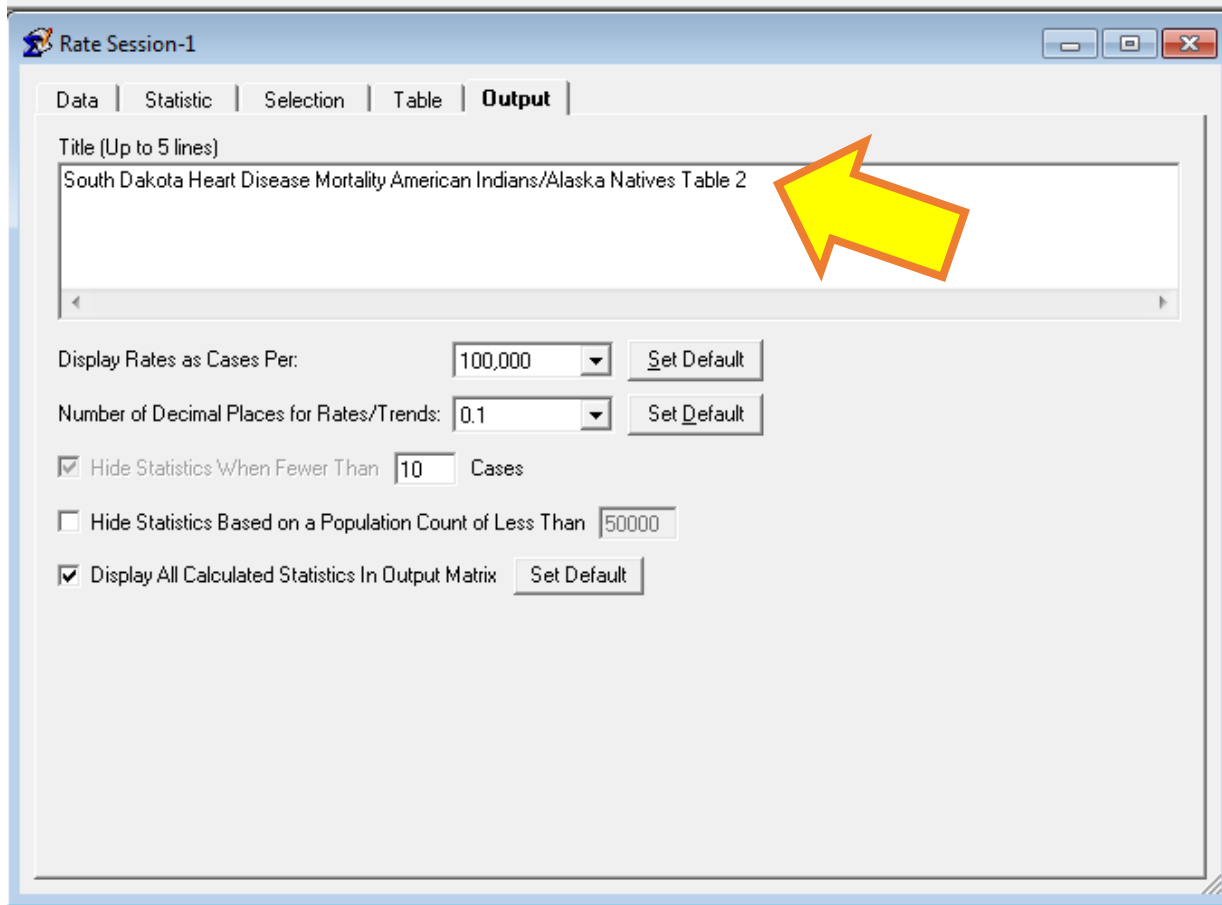 Rate Session-1
Data Statistic Selection Table Output
Title (Up to 5 lines)
South Dakota Heart Disease Mortality American Indians/Alaska Natives Table 2
Display Rates as Cases Per: 100,000 Set Default
Number of Decimal Places for Rates/Trends: 0.1 Set Default
Hide Statistics When Fewer Than 10 Cases
Hide Statistics Based on a Population Count of Less Than 50000
Display All Calculated Statistics In Output Matrix Set Default